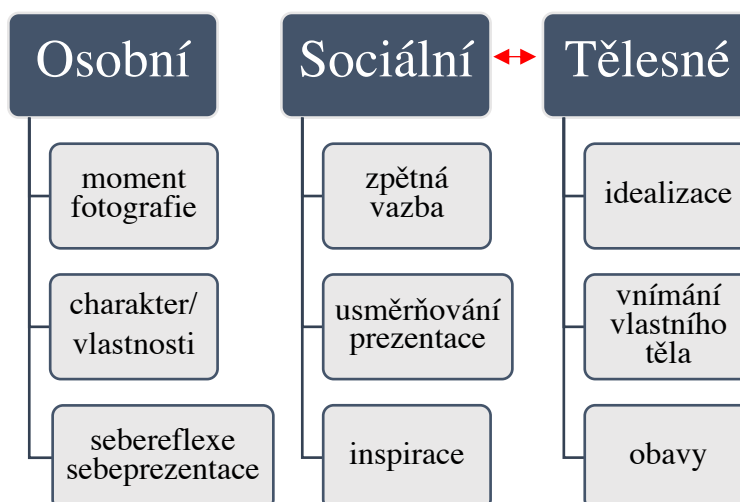 Osobní
moment
fotografie
charakter/
vlastnosti
sebereflexe
sebeprezentace
Sociální
zpětná
vazba
usměrňování
prezentace
inspirace
Tělesné
idealizace
vnímání
vlastního
těla
obavy